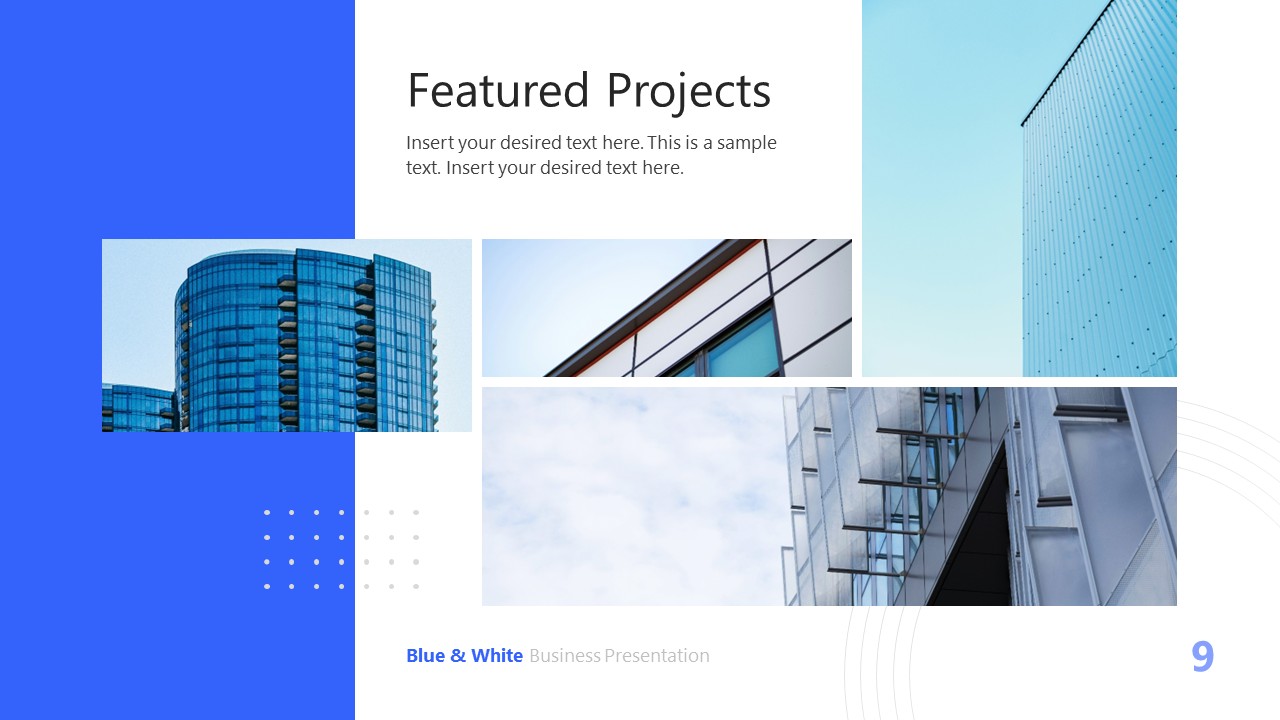 Featured Projects
Insert your desired text here. This is a sample
text. Insert your desired text here.
Blue & White Business Presentation
9